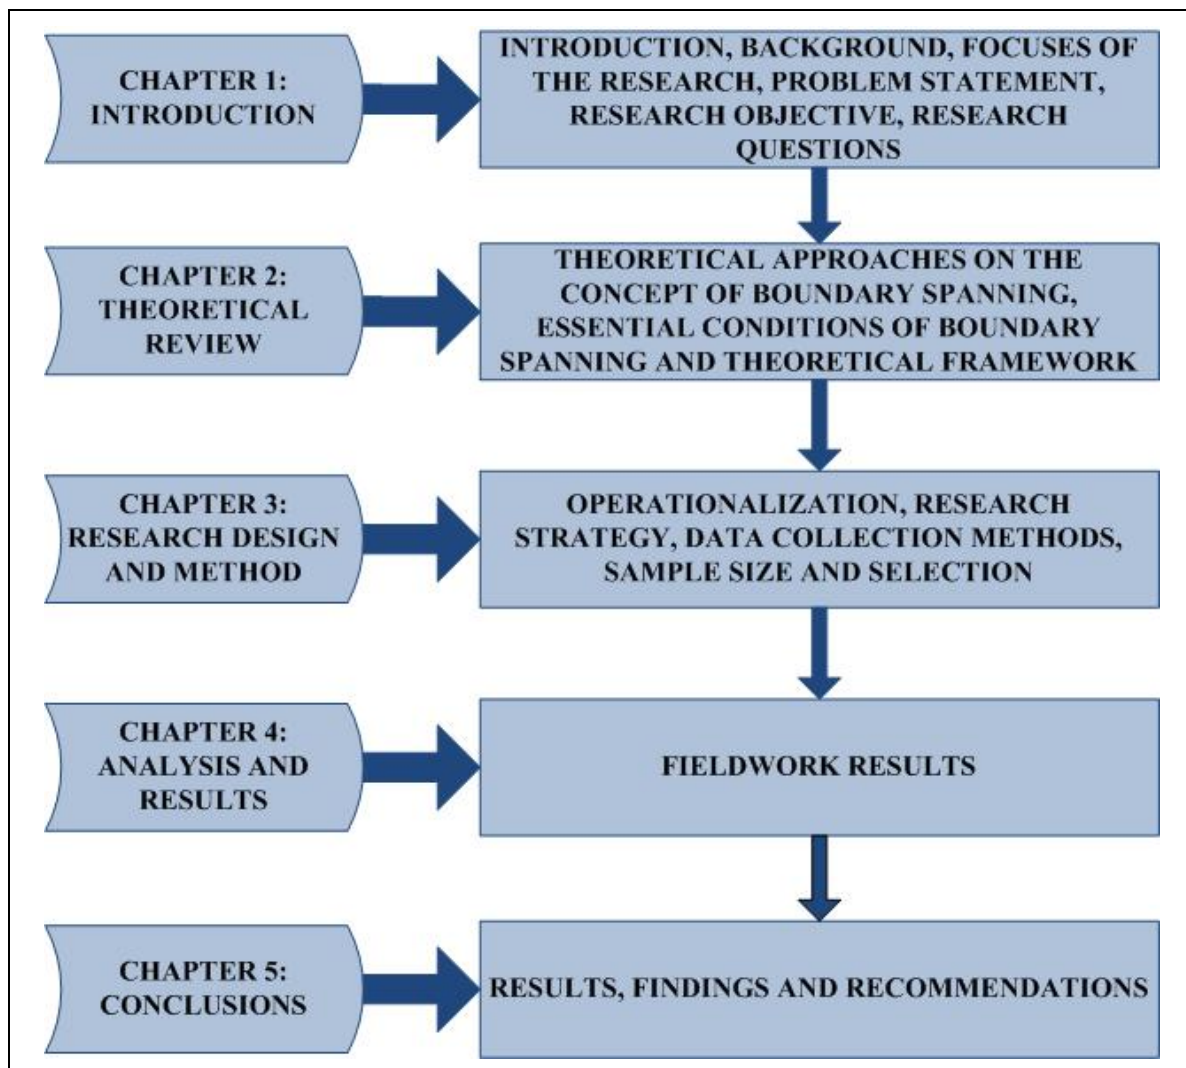 CHAPTER 1:
INTRODUCTION
INTRODUCTION, BACKGROUND, FOCUSES OF
THE RESEARCH, PROBLEM STATEMENT,
RESEARCH OBJECTIVE, RESEARCH
QUESTIONS
CHAPTER 2:
THEORETICAL
REVIEW
THEORETICAL APPROACHES ON THE
CONCEPT OF BOUNDARY SPANNING,
ESSENTIAL CONDITIONS OF BOUNDARY
SPANNING AND THEORETICAL FRAMEWORK
CHAPTER 3:
RESEARCH DESIGN
AND METHOD
OPERATIONALIZATION, RESEARCH
STRATEGY, DATA COLLECTION METHODS,
SAMPLE SIZE AND SELECTION
CHAPTER 4:
ANALYSIS AND
RESULTS
FIELDWORK RESULTS
CHAPTER 5:
CONCLUSIONS
RESULTS, FINDINGS AND RECOMMENDATIONS